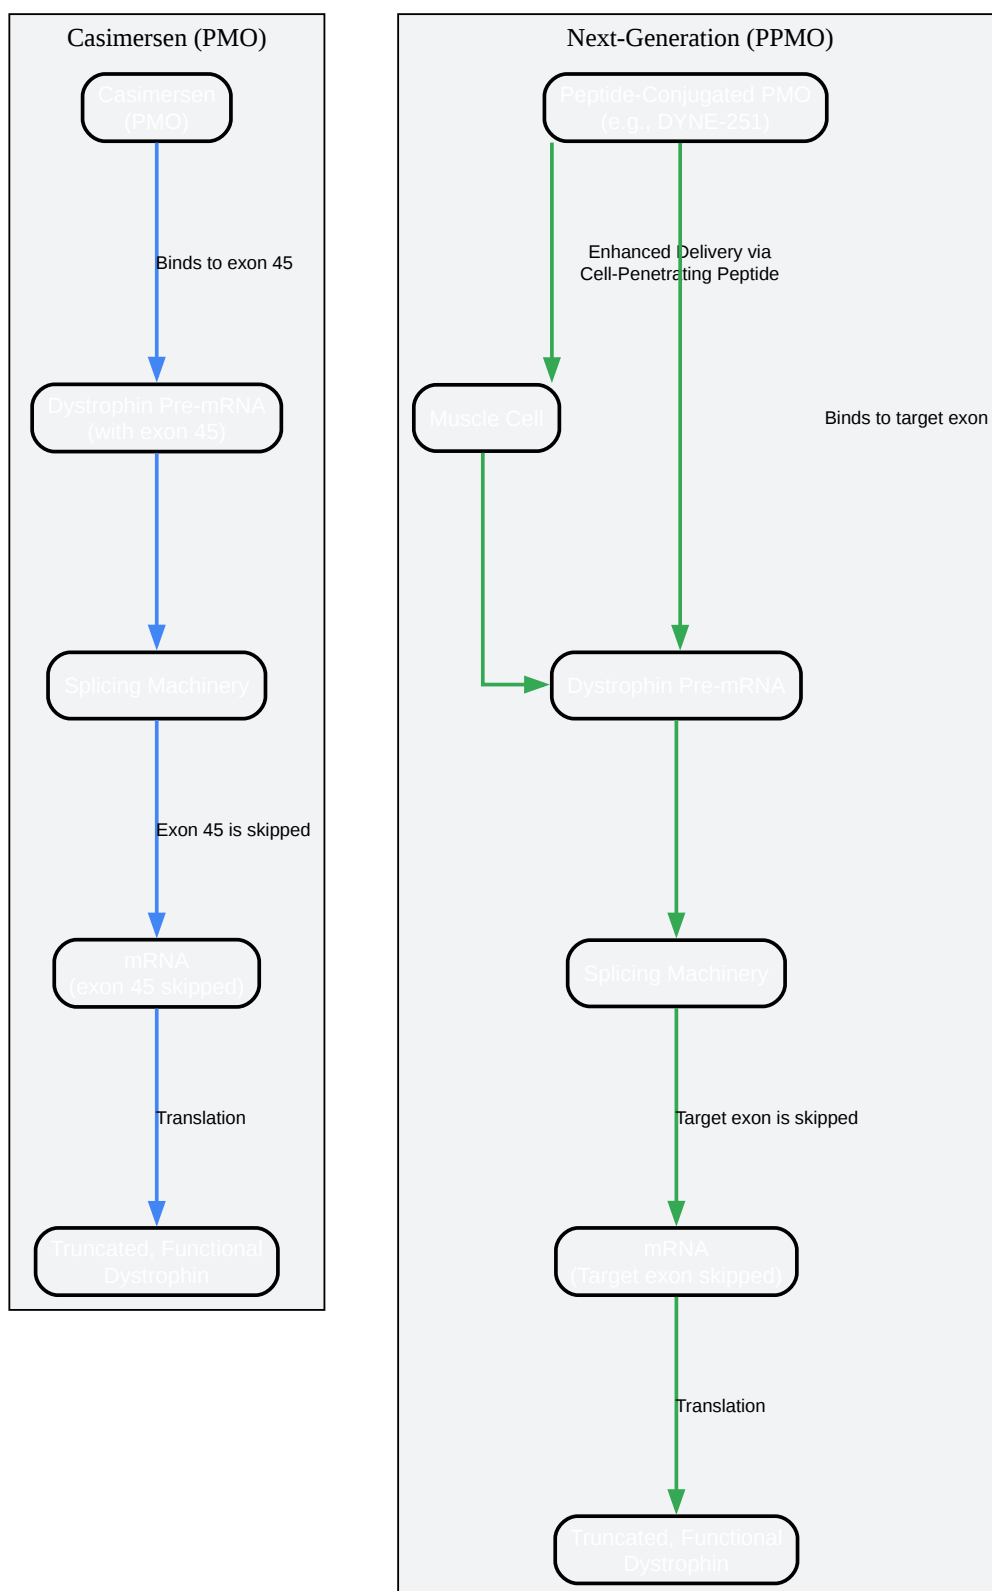 Casimersen (PMO)
Casimersen
(PMO)
Binds to exon 45
Dystrophin Pre-mRNA
(with exon 45)
Splicing Machinery
Exon 45 is skipped
mRNA
(exon 45 skipped)
Translation
Truncated, Functional
Dystrophin
Next-Generation (PPMO)
Peptide-Conjugated PMO
(e.g., DYNE-251)
Enhanced Delivery via
Cell-Penetrating Peptide
Muscle Cell
Binds to target exon
Dystrophin Pre-mRNA
Splicing Machinery
Target exon is skipped
mRNA
(Target exon skipped)
Translation
Truncated, Functional
Dystrophin